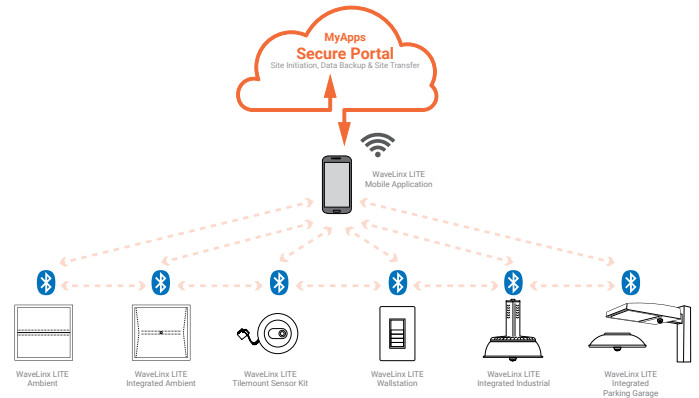 MyApps
Secure Portal
Site Initiation, Data Backup & Site Transfer
WaveLinx LITE
Mobile Application
WaveLinx LITE
Ambient
WaveLinx LITE
Integrated Ambient
WaveLinx LITE
Tilemount Sensor Kit
WaveLinx LITE
Wallstation
WaveLinx LITE
Integrated Industrial
WaveLinx LITE
Integrated
Parking Garage